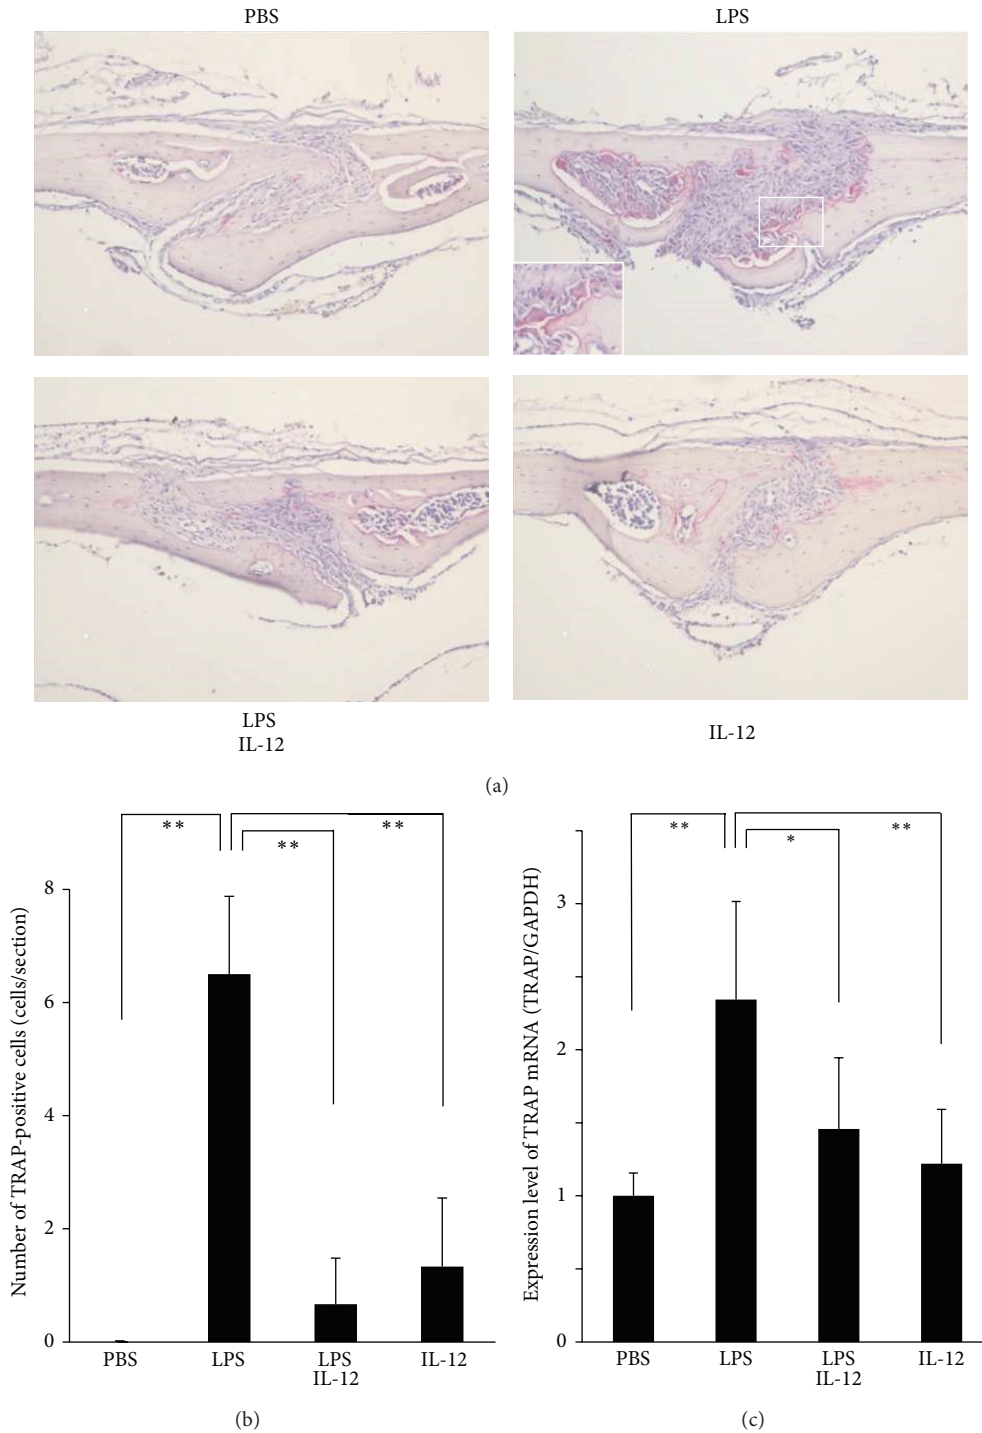 PBS
LPS
LPS
IL-12
IL-12
(a)
Number of TRAP-positive cells (cells/section)
8
6
4
2
0
**
**
**
PBS
LPS
LPS
IL-12
IL-12
(b)
Expression level of TRAP mRNA (TRAP/GAPDH)
3
2
1
0
**
*
**
PBS
LPS
LPS
IL-12
IL-12
(c)